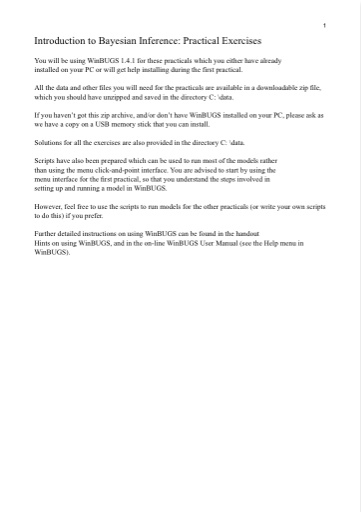 1
Introduction to Bayesian Inference: Practical Exercises
You will be using WinBUGS 1.4.1 for these practicals which you either have already
installed on your PC or will get help installing during the first practical.
All the data and other files you will need for the practicals are available in a downloadable zip file,
which you should have unzipped and saved in the directory C: \data.
If you haven't got this zip archive, and/or don't have WinBUGS installed on your PC, please ask as
we have a copy on a USB memory stick that you can install.
Solutions for all the exercises are also provided in the directory C: \data.
Scripts have also been prepared which can be used to run most of the models rather
than using the menu click-and-point interface. You are advised to start by using the
menu interface for the first practical, so that you understand the steps involved in
setting up and running a model in WinBUGS.
However, feel free to use the scripts to run models for the other practicals (or write your own scripts
to do this) if you prefer.
Further detailed instructions on using WinBUGS can be found in the handout
Hints on using WinBUGS, and in the on-line WinBUGS User Manual (see the Help menu in
WinBUGS).